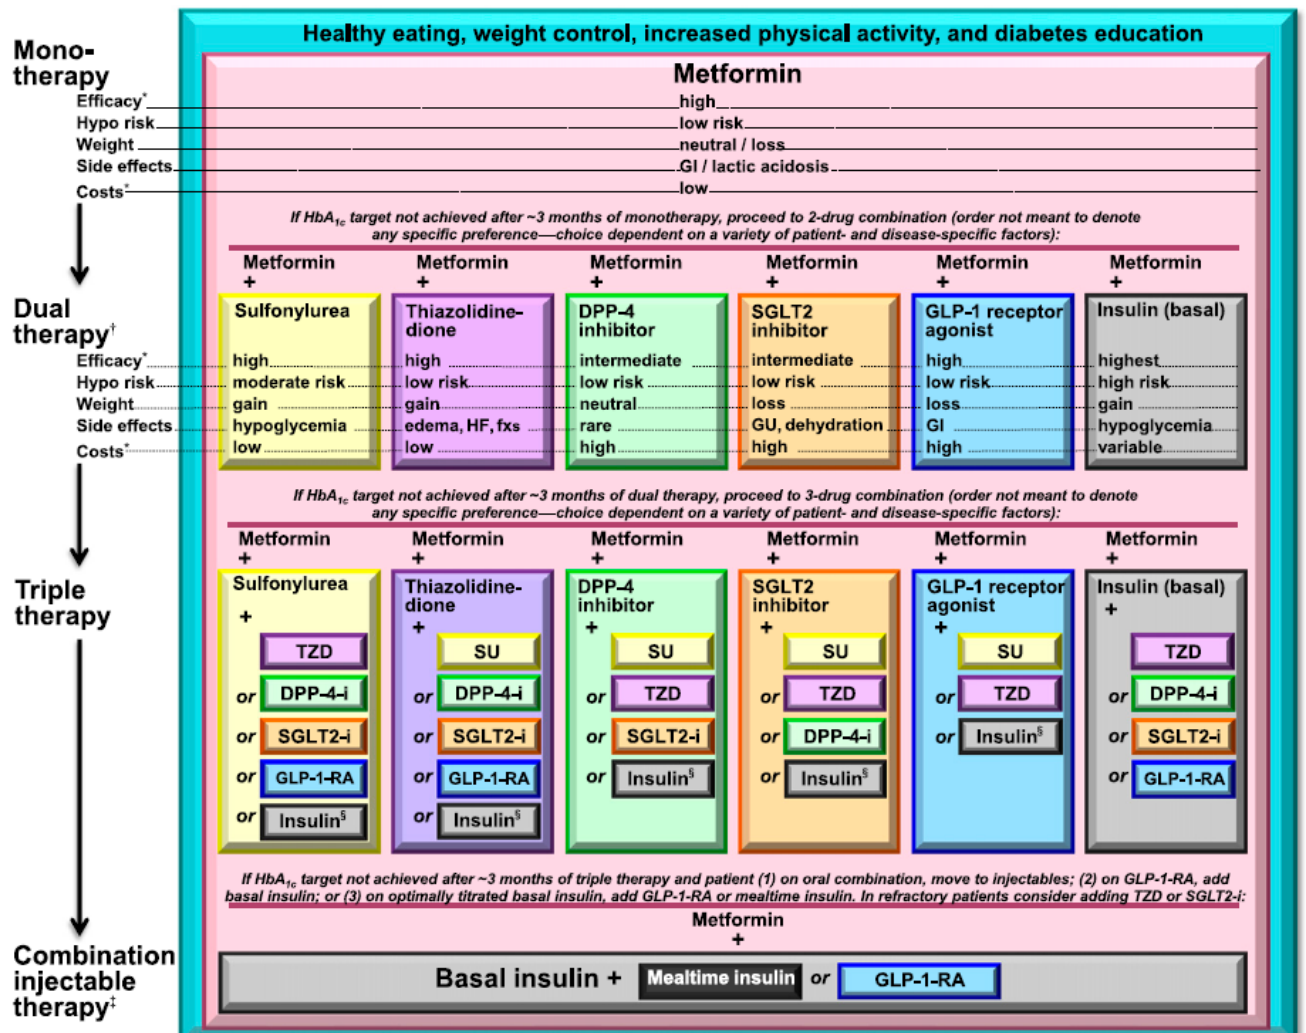 Healthy eating, weight control, increased physical activity, and diabetes education
Mono-
therapy
Metformin
Efficacy* high
Hypo risk low risk
Weight neutral / loss
Side effects GI / lactic acidosis
Costs* low
If HbA1c target not achieved after ~3 months of monotherapy, proceed to 2-drug combination (order not meant to denote
any specific preference—choice dependent on a variety of patient- and disease-specific factors):
Metformin Metformin Metformin Metformin Metformin Metformin
+ + + + + +
Dual
therapy†
Sulfonylurea Thiazolidine- DPP-4 SGLT2 GLP-1 receptor Insulin (basal)
dione inhibitor inhibitor agonist
Efficacy* high high intermediate intermediate high highest
Hypo risk moderate risk low risk low risk low risk low risk high risk
Weight gain gain neutral loss loss gain
Side effects hypoglycemia edema, HF, fxs rare GU, dehydration GI hypoglycemia
Costs* low low high high high variable
If HbA1c target not achieved after ~3 months of dual therapy, proceed to 3-drug combination (order not meant to denote
any specific preference—choice dependent on a variety of patient- and disease-specific factors):
Metformin Metformin Metformin Metformin Metformin Metformin
+ + + + + +
Triple
therapy
Sulfonylurea Thiazolidine- DPP-4 SGLT2 GLP-1 receptor Insulin (basal)
dione inhibitor inhibitor agonist
+ + + + + +
TZD SU SU SU SU TZD
or DPP-4-i or DPP-4-i or TZD or TZD or TZD or DPP-4-i
or SGLT2-i or SGLT2-i or SGLT2-i or DPP-4-i or Insulin§ or SGLT2-i
or GLP-1-RA or GLP-1-RA or Insulin§ or Insulin§ or GLP-1-RA
or Insulin§ or Insulin§
If HbA1c target not achieved after ~3 months of triple therapy and patient (1) on oral combination, move to injectables; (2) on GLP-1-RA, add
basal insulin; or (3) on optimally titrated basal insulin, add GLP-1-RA or mealtime insulin. In refractory patients consider adding TZD or SGLT2-i:
Metformin
+
Combination
injectable
therapy‡
Basal insulin + Mealtime insulin or GLP-1-RA